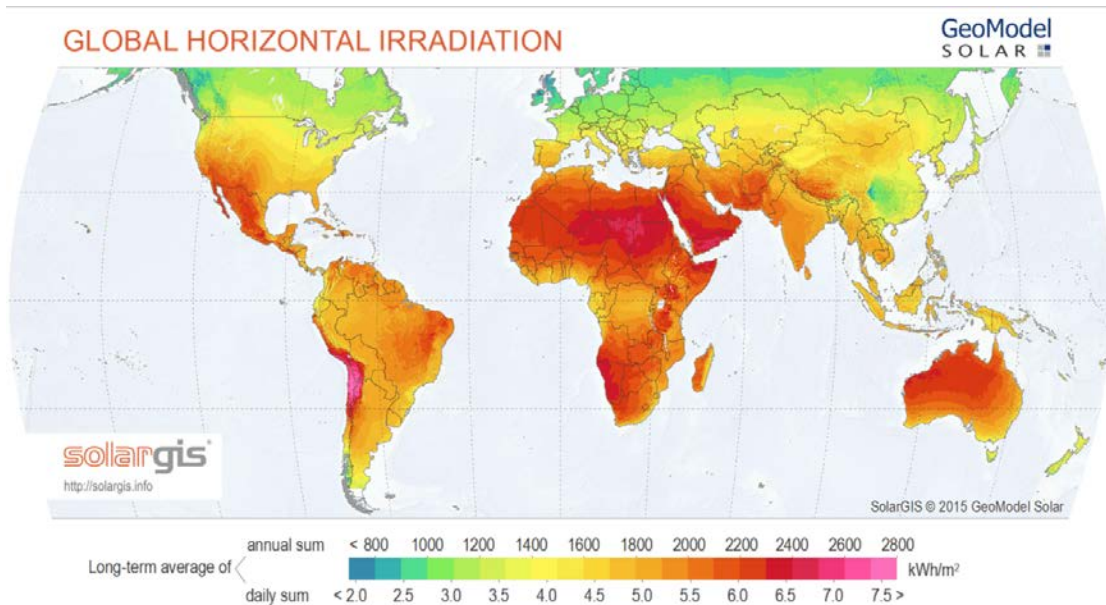 GLOBAL HORIZONTAL IRRADIATION
GeoModel
SOLAR
solargis
http://solargis.info
SolarGIS © 2015 GeoModel Solar
Long-term average of
annual sum < 800 1000 1200 1400 1600 1800 2000 2200 2400 2600 2800 kWh/m²
daily sum < 2.0 2.5 3.0 3.5 4.0 4.5 5.0 5.5 6.0 6.5 7.0 7.5 >